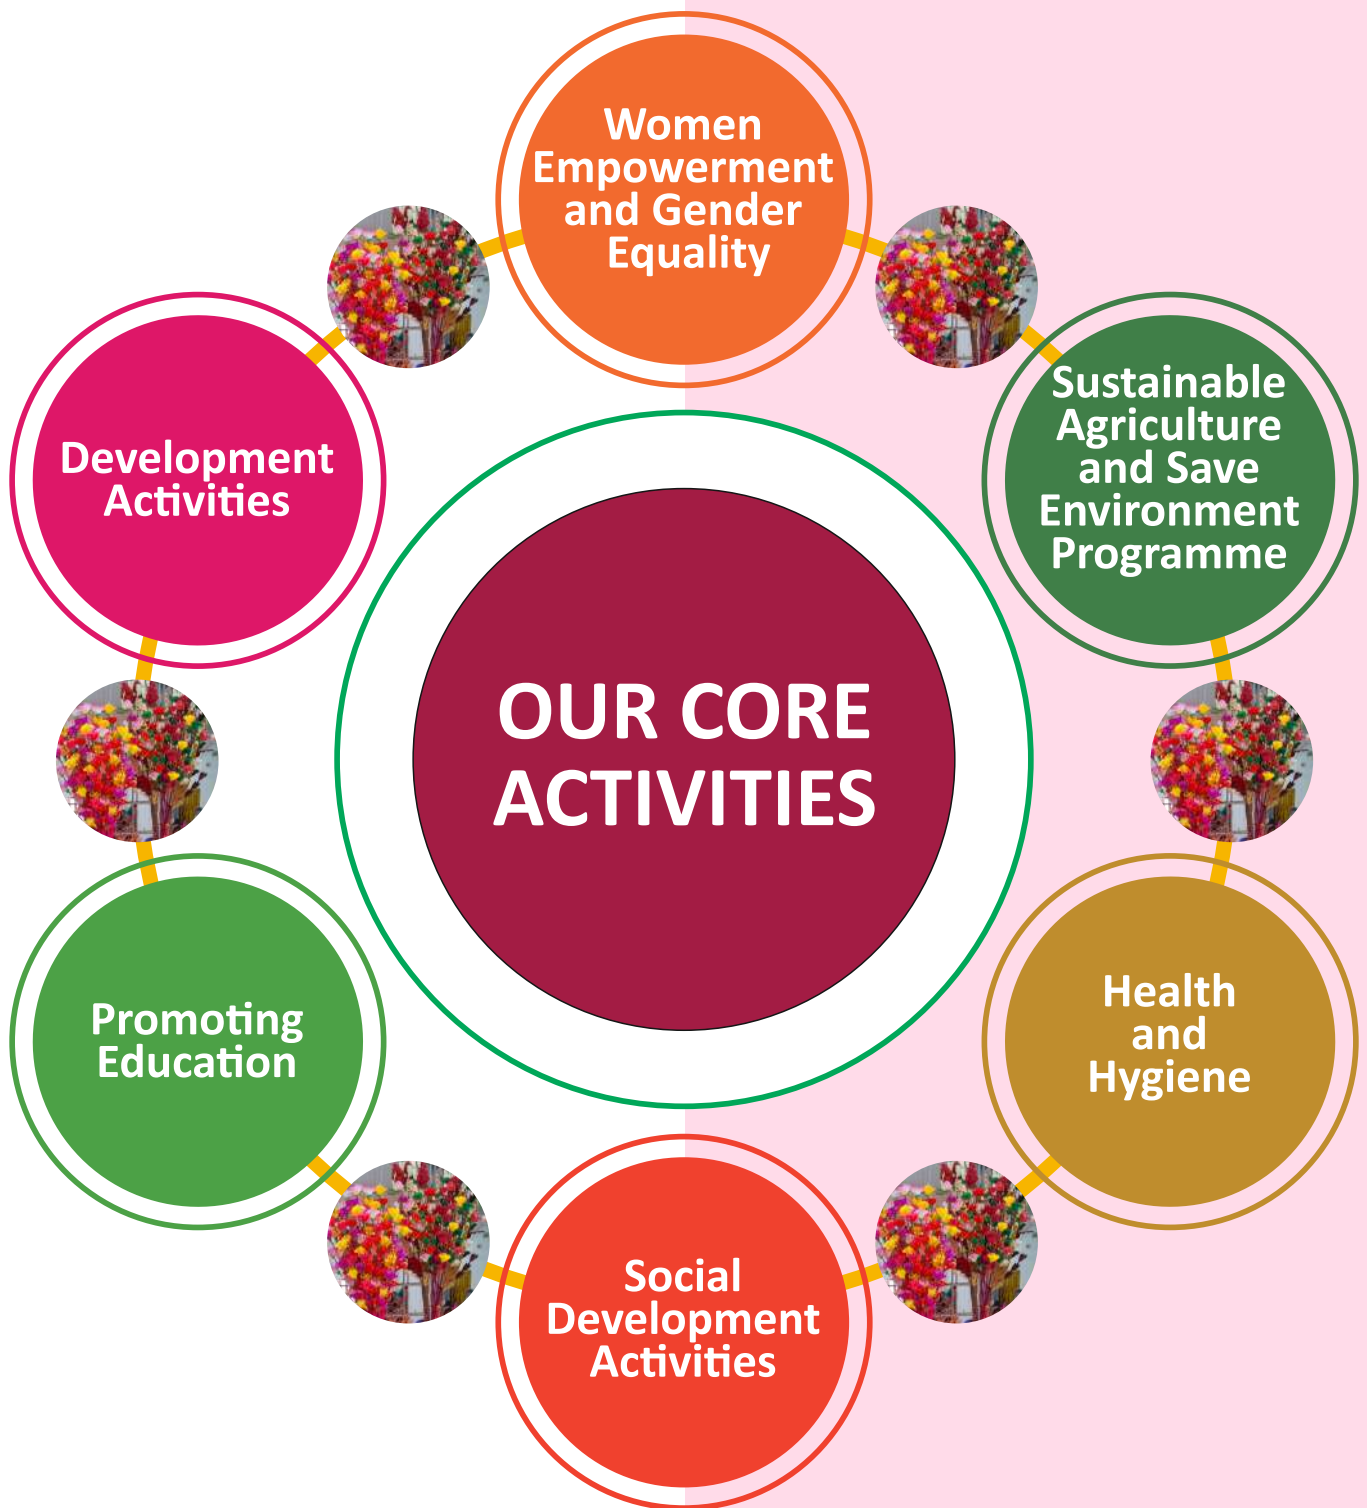 Women
Empowerment
and Gender
Equality
Sustainable
Agriculture
and Save
Environment
Programme
Development
Activities
OUR CORE
ACTIVITIES
Health
and
Hygiene
Promoting
Education
Social
Development
Activities